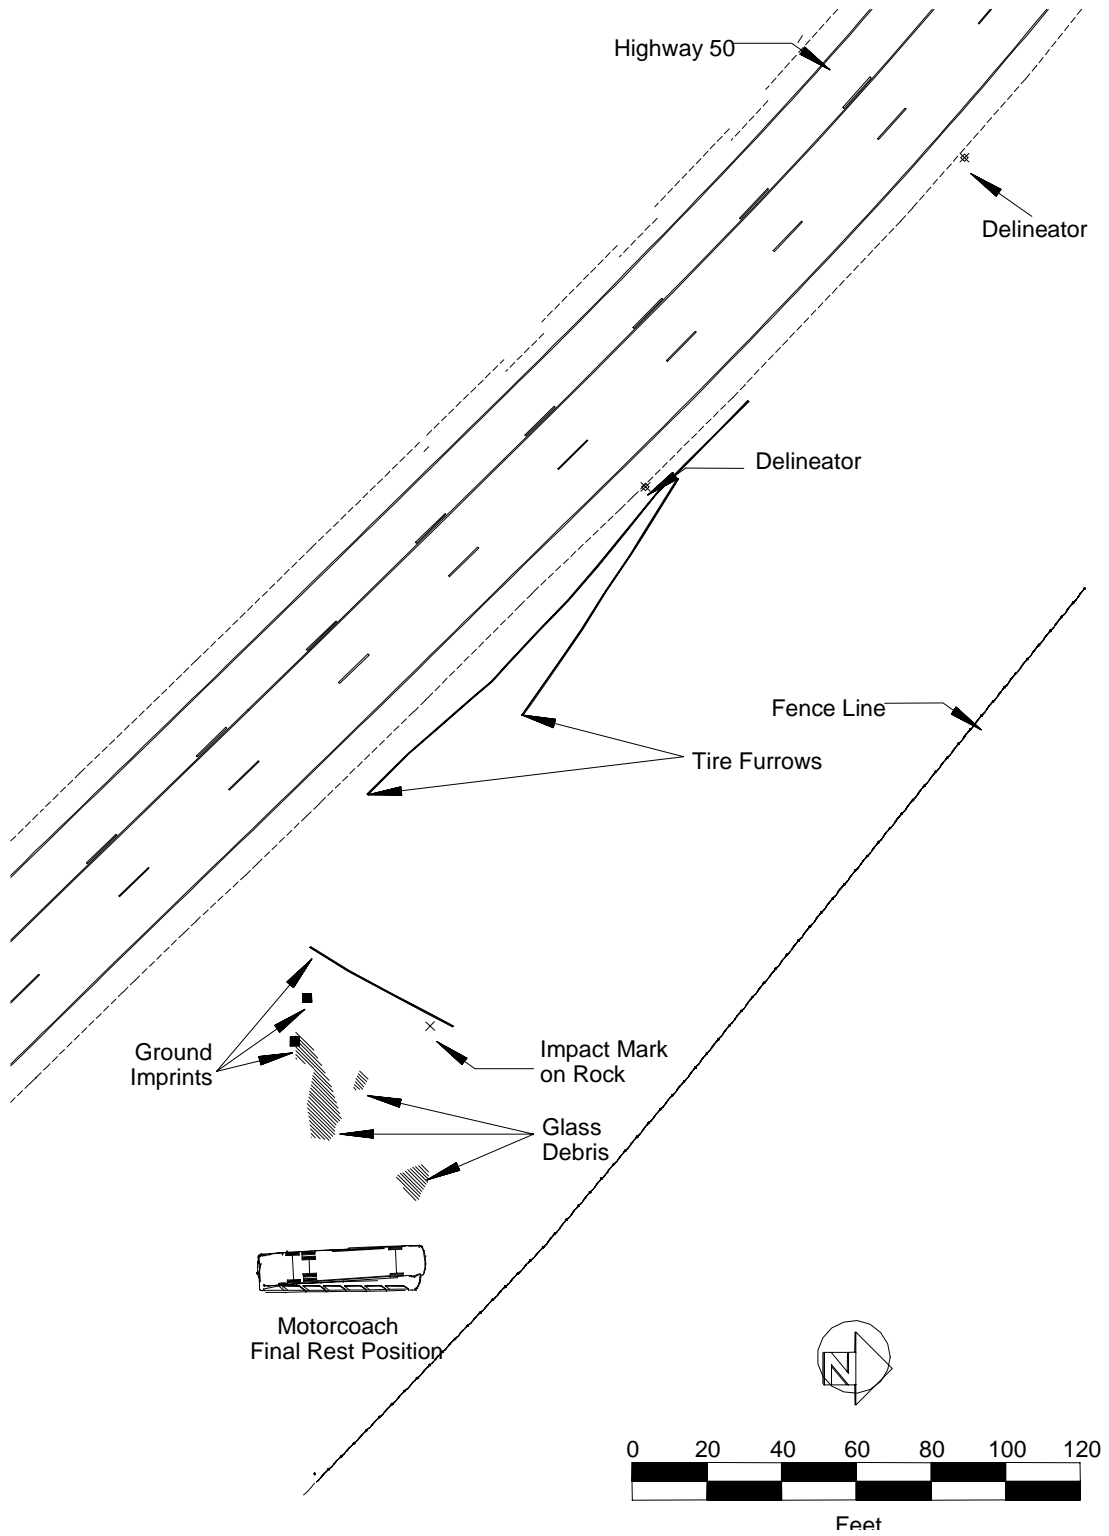 Highway 50
Delineator
Delineator
Fence Line
Tire Furrows
Ground
Imprints
Impact Mark
on Rock
Glass
Debris
Motorcoach
Final Rest Position
N
0 20 40 60 80 100 120
Feet